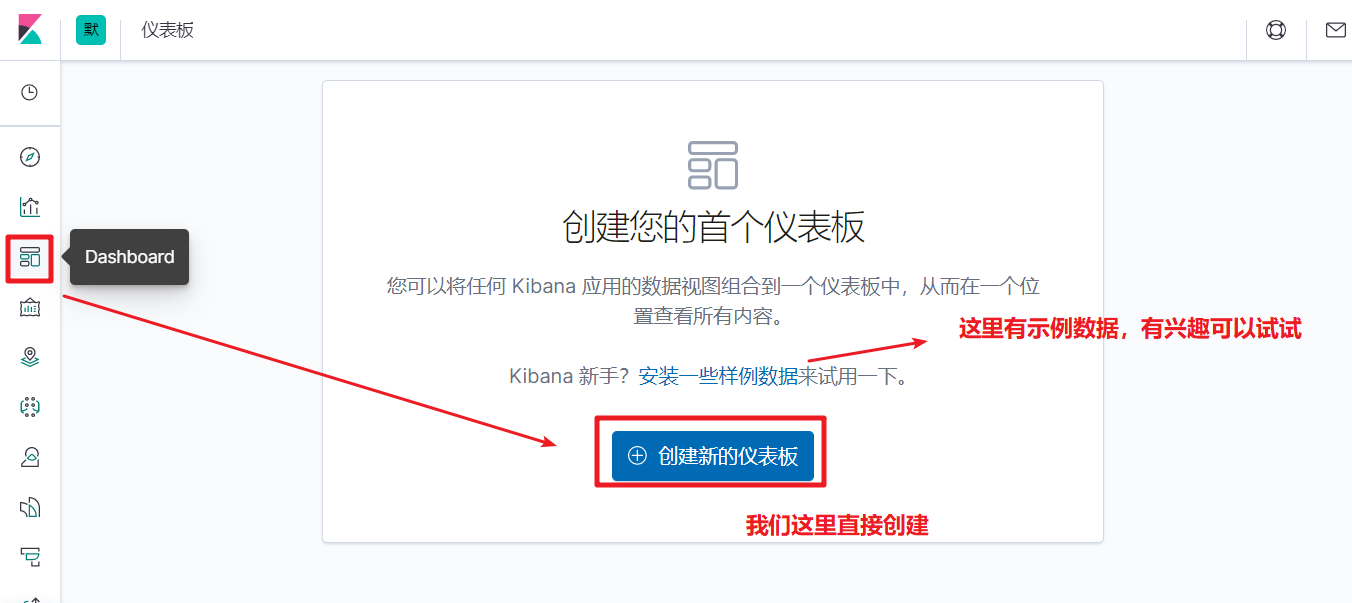 默
仪表板
Dashboard
创建您的首个仪表板
您可以将任何 Kibana 应用的数据视图组合到一个仪表板中，从而在一个位
置查看所有内容。
这里有示例数据，有兴趣可以试试
Kibana 新手？安装一些样例数据来试用一下。
创建新的仪表板
我们这里直接创建